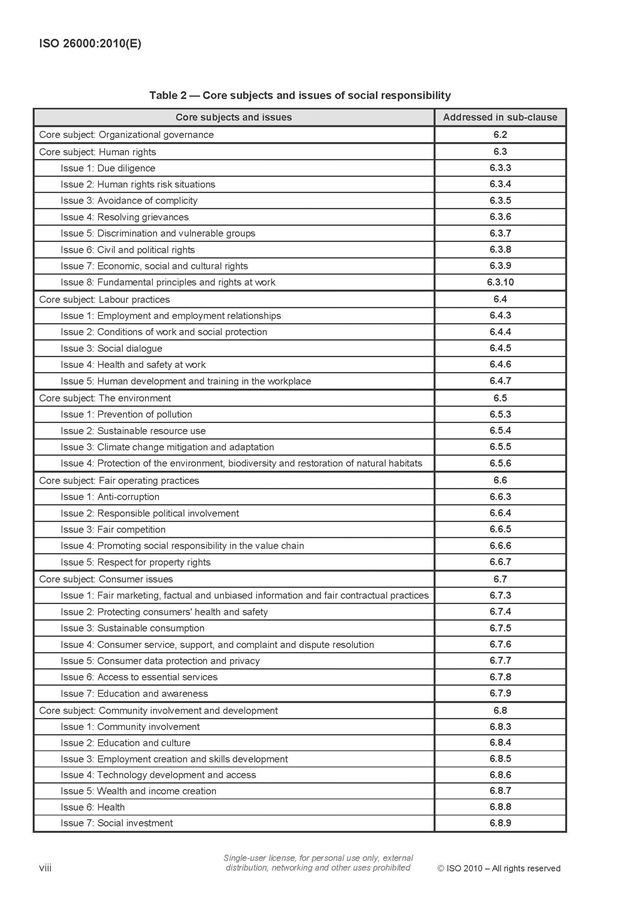 ISO 26000:2010(E)
Table 2 — Core subjects and issues of social responsibility
Core subjects and issues Addressed in sub-clause
Core subject: Organizational governance 6.2
Core subject: Human rights 6.3
Issue 1: Due diligence 6.3.3
Issue 2: Human rights risk situations 6.3.4
Issue 3: Avoidance of complicity 6.3.5
Issue 4: Resolving grievances 6.3.6
Issue 5: Discrimination and vulnerable groups 6.3.7
Issue 6: Civil and political rights 6.3.8
Issue 7: Economic, social and cultural rights 6.3.9
Issue 8: Fundamental principles and rights at work 6.3.10
Core subject: Labour practices 6.4
Issue 1: Employment and employment relationships 6.4.3
Issue 2: Conditions of work and social protection 6.4.4
Issue 3: Social dialogue 6.4.5
Issue 4: Health and safety at work 6.4.6
Issue 5: Human development and training in the workplace 6.4.7
Core subject: The environment 6.5
Issue 1: Prevention of pollution 6.5.3
Issue 2: Sustainable resource use 6.5.4
Issue 3: Climate change mitigation and adaptation 6.5.5
Issue 4: Protection of the environment, biodiversity and restoration of natural habitats 6.5.6
Core subject: Fair operating practices 6.6
Issue 1: Anti-corruption 6.6.3
Issue 2: Responsible political involvement 6.6.4
Issue 3: Fair competition 6.6.5
Issue 4: Promoting social responsibility in the value chain 6.6.6
Issue 5: Respect for property rights 6.6.7
Core subject: Consumer issues 6.7
Issue 1: Fair marketing, factual and unbiased information and fair contractual practices 6.7.3
Issue 2: Protecting consumers' health and safety 6.7.4
Issue 3: Sustainable consumption 6.7.5
Issue 4: Consumer service, support, and complaint and dispute resolution 6.7.6
Issue 5: Consumer data protection and privacy 6.7.7
Issue 6: Access to essential services 6.7.8
Issue 7: Education and awareness 6.7.9
Core subject: Community involvement and development 6.8
Issue 1: Community involvement 6.8.3
Issue 2: Education and culture 6.8.4
Issue 3: Employment creation and skills development 6.8.5
Issue 4: Technology development and access 6.8.6
Issue 5: Wealth and income creation 6.8.7
Issue 6: Health 6.8.8
Issue 7: Social investment 6.8.9
Single-user license, for personal use only, external
distribution, networking and other uses prohibited
viii © ISO 2010 – All rights reserved